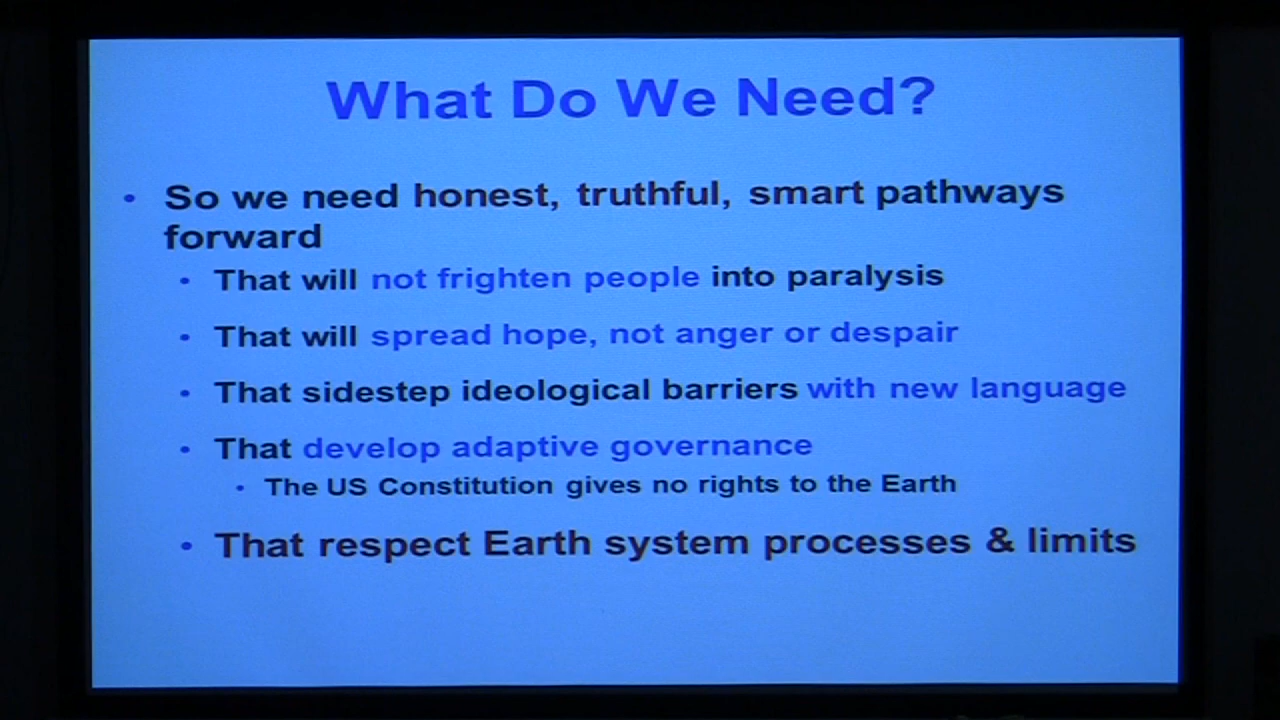 What Do We Need?
• So we need honest, truthful, smart pathways
forward
• That will not frighten people into paralysis
• That will spread hope, not anger or despair
• That sidestep ideological barriers with new language
• That develop adaptive governance
• The US Constitution gives no rights to the Earth
• That respect Earth system processes & limits